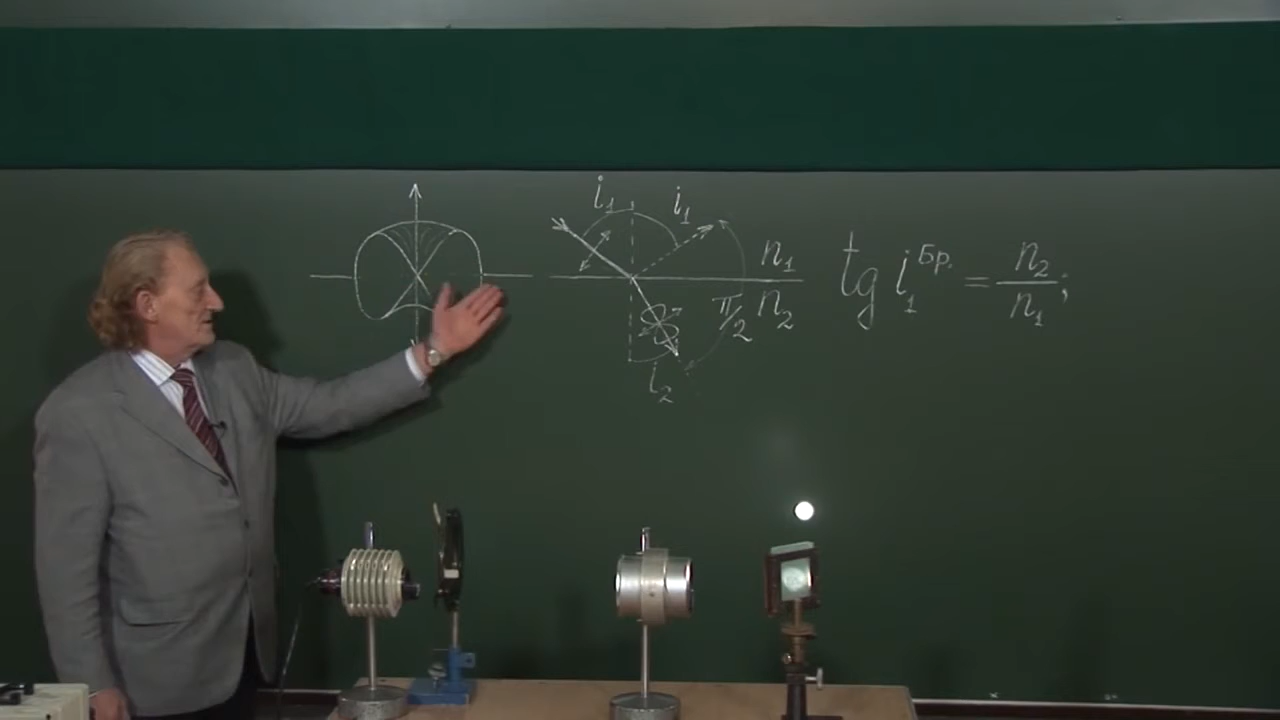 i₁ i₁
n₁
π/2 n₂
i₂
tg i₁^Бр. = n₂/n₁;